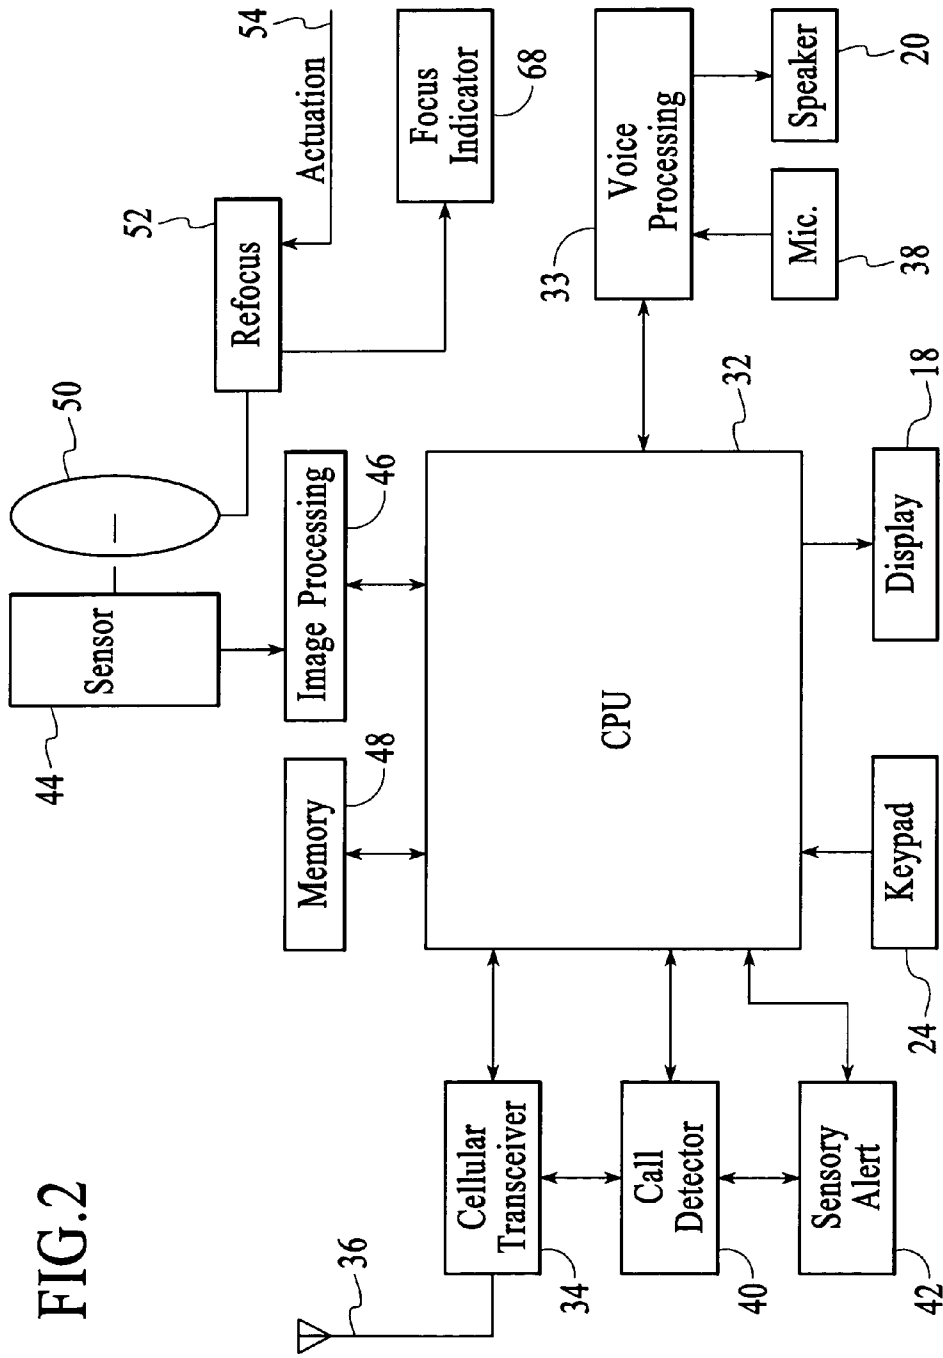 FIG.2
36
Cellular
Transceiver
34
Call
Detector
40
Sensory
Alert
42
44
Sensor
50
Memory
48
Image Processing
46
Refocus
52
Actuation
54
Focus
Indicator
68
CPU
32
Voice
Processing
33
Mic.
38
Speaker
20
Keypad
24
Display
18